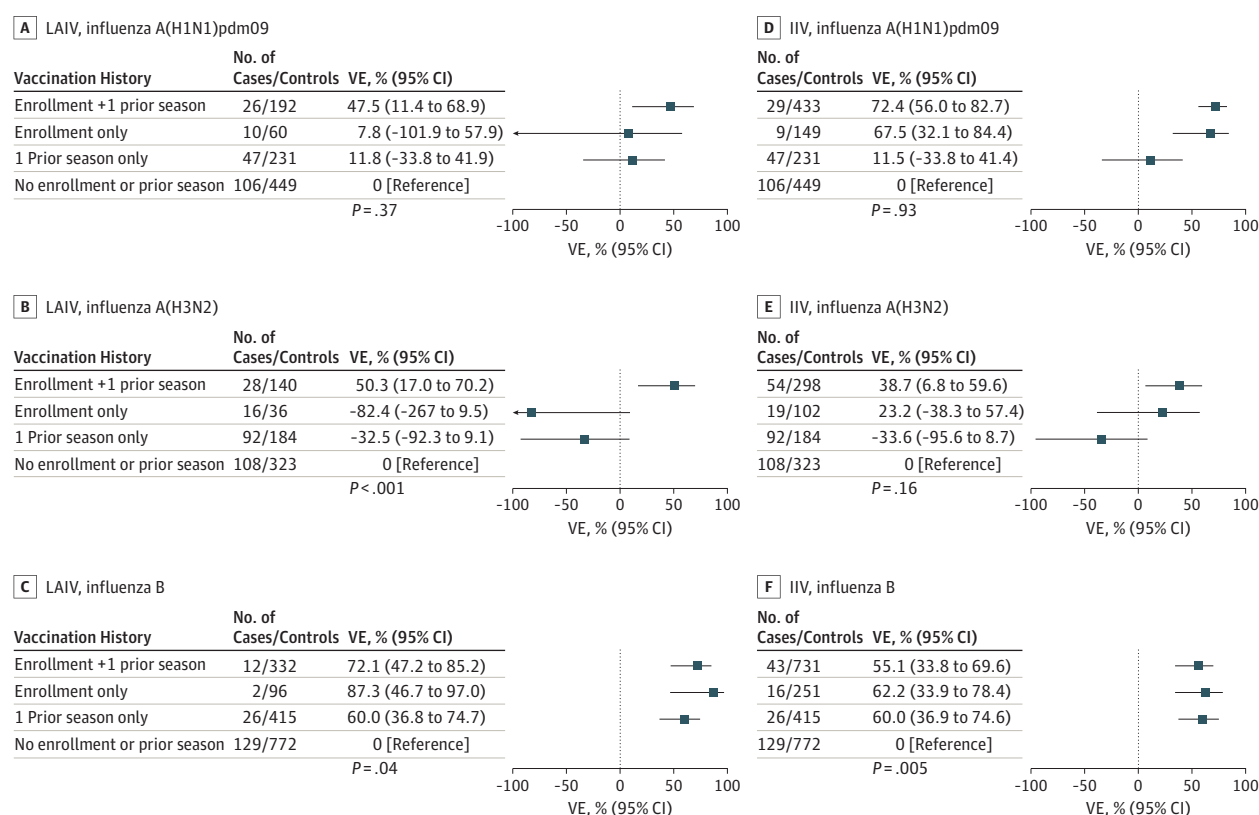 A LAIV, influenza A(H1N1)pdm09
No. of
Vaccination History Cases/Controls VE, % (95% CI)
Enrollment +1 prior season 26/192 47.5 (11.4 to 68.9)
Enrollment only 10/60 7.8 (-101.9 to 57.9)
1 Prior season only 47/231 11.8 (-33.8 to 41.9)
No enrollment or prior season 106/449 0 [Reference]
P = .37
-100 -50 0 50 100
VE, % (95% CI)
D IIV, influenza A(H1N1)pdm09
No. of
Cases/Controls VE, % (95% CI)
29/433 72.4 (56.0 to 82.7)
9/149 67.5 (32.1 to 84.4)
47/231 11.5 (-33.8 to 41.4)
106/449 0 [Reference]
P = .93
-100 -50 0 50 100
VE, % (95% CI)
B LAIV, influenza A(H3N2)
No. of
Vaccination History Cases/Controls VE, % (95% CI)
Enrollment +1 prior season 28/140 50.3 (17.0 to 70.2)
Enrollment only 16/36 -82.4 (-267 to 9.5)
1 Prior season only 92/184 -32.5 (-92.3 to 9.1)
No enrollment or prior season 108/323 0 [Reference]
P < .001
-100 -50 0 50 100
VE, % (95% CI)
E IIV, influenza A(H3N2)
No. of
Cases/Controls VE, % (95% CI)
54/298 38.7 (6.8 to 59.6)
19/102 23.2 (-38.3 to 57.4)
92/184 -33.6 (-95.6 to 8.7)
108/323 0 [Reference]
P = .16
-100 -50 0 50 100
VE, % (95% CI)
C LAIV, influenza B
No. of
Vaccination History Cases/Controls VE, % (95% CI)
Enrollment +1 prior season 12/332 72.1 (47.2 to 85.2)
Enrollment only 2/96 87.3 (46.7 to 97.0)
1 Prior season only 26/415 60.0 (36.8 to 74.7)
No enrollment or prior season 129/772 0 [Reference]
P = .04
-100 -50 0 50 100
VE, % (95% CI)
F IIV, influenza B
No. of
Cases/Controls VE, % (95% CI)
43/731 55.1 (33.8 to 69.6)
16/251 62.2 (33.9 to 78.4)
26/415 60.0 (36.9 to 74.6)
129/772 0 [Reference]
P = .005
-100 -50 0 50 100
VE, % (95% CI)